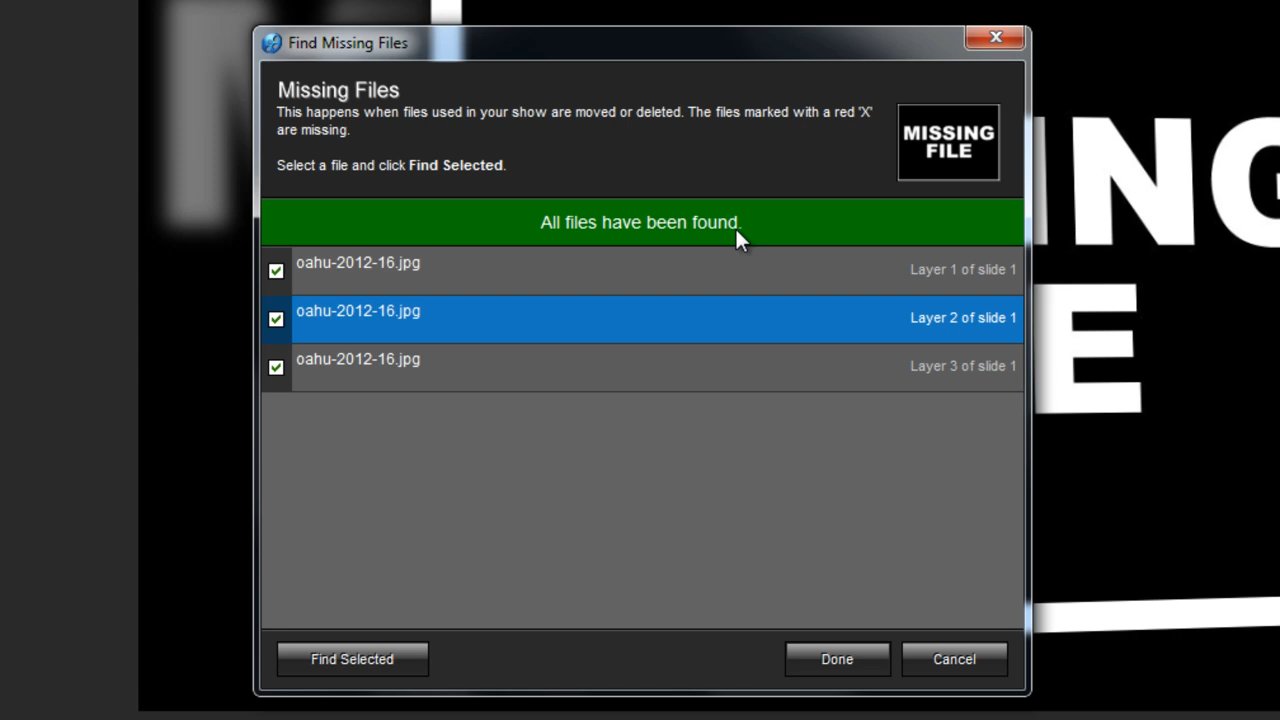 Find Missing Files
Missing Files
This happens when files used in your show are moved or deleted. The files marked with a red 'X'
are missing.
Select a file and click Find Selected.
MISSING
FILE
All files have been found.
oahu-2012-16.jpg
Layer 1 of slide 1
oahu-2012-16.jpg
Layer 2 of slide 1
oahu-2012-16.jpg
Layer 3 of slide 1
Find Selected
Done
Cancel